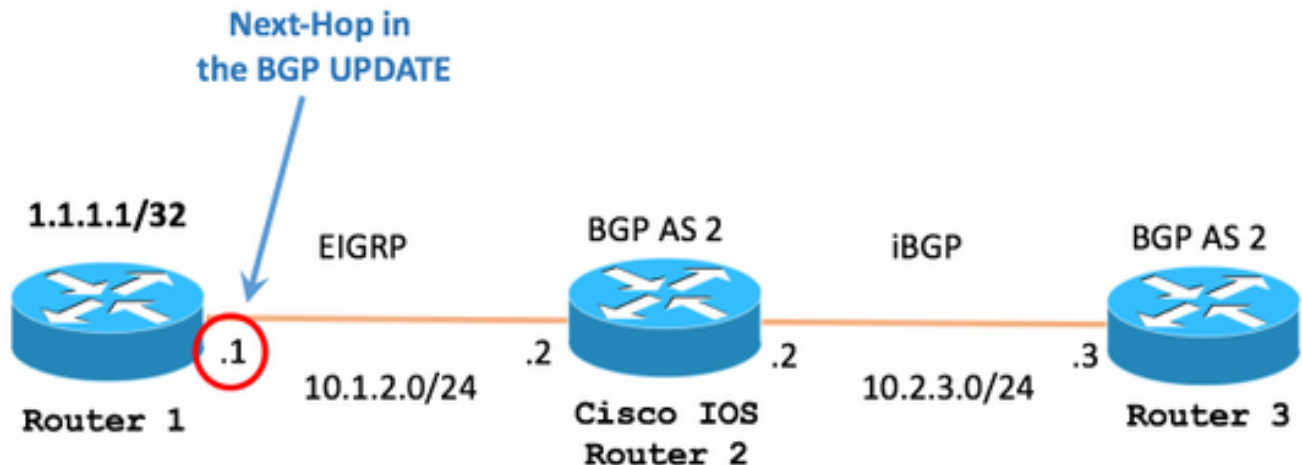 Next-Hop in
the BGP UPDATE
1.1.1.1/32
EIGRP
BGP AS 2
iBGP
BGP AS 2
.1
.2
.2
.3
10.1.2.0/24
10.2.3.0/24
Router 1
Cisco IOS
Router 2
Router 3